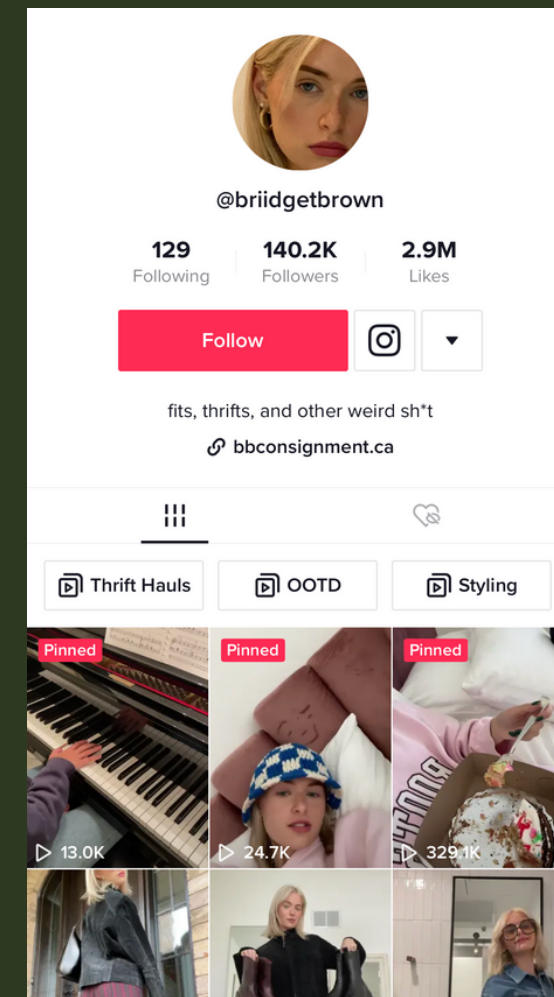 @briidgetbrown
129 140.2K 2.9M
Following Followers Likes
Follow
fits, thrifts, and other weird sh*t
bbconsignment.ca
Thrift Hauls OOTD Styling
Pinned Pinned Pinned
13.0K 24.7K 329.1K